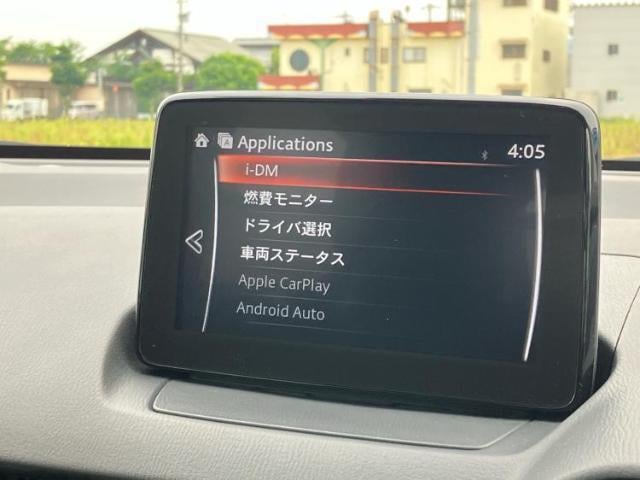 Applications
4:05
i-DM
燃費モニター
ドライバ選択
車両ステータス
Apple CarPlay
Android Auto